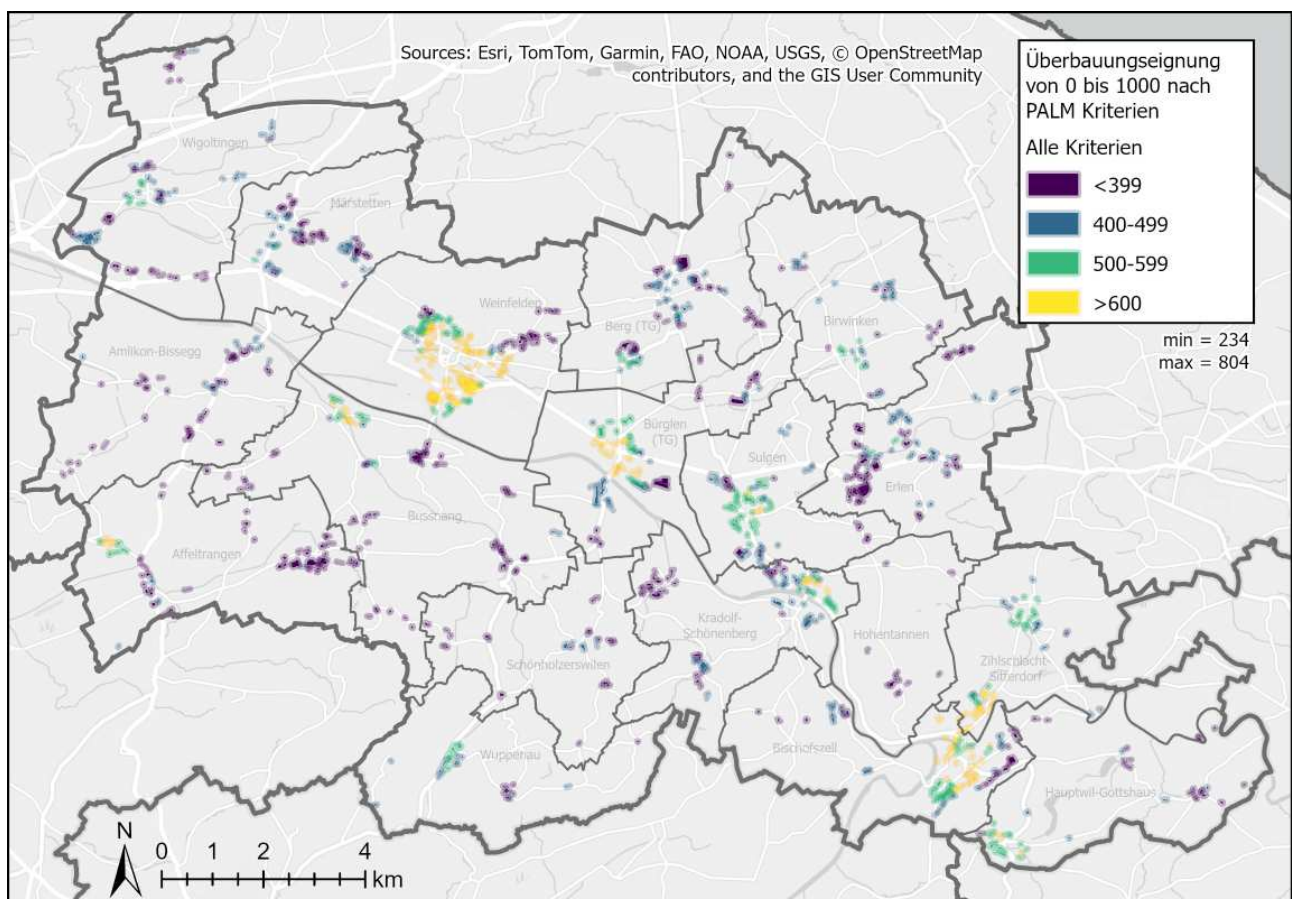 Sources: Esri, TomTom, Garmin, FAO, NOAA, USGS, © OpenStreetMap
contributors, and the GIS User Community
Überbauungseignung
von 0 bis 1000 nach
PALM Kriterien
Alle Kriterien
<399
400-499
500-599
>600
min = 234
max = 804
Wigoltingen
Märstetten
Weinfelden
Berg (TG)
Birwinken
Amlikon-Bissegg
Bürglen
(TG)
Sulgen
Erlen
Bussnang
Affeltrangen
Kradolf-
Schönenberg
Hohentannen
Schönholzerswilen
Zihlschlacht-
Sitterdorf
Wuppenau
Bischofszell
Hauptwil-Gottshaus
N
0 1 2 4
km